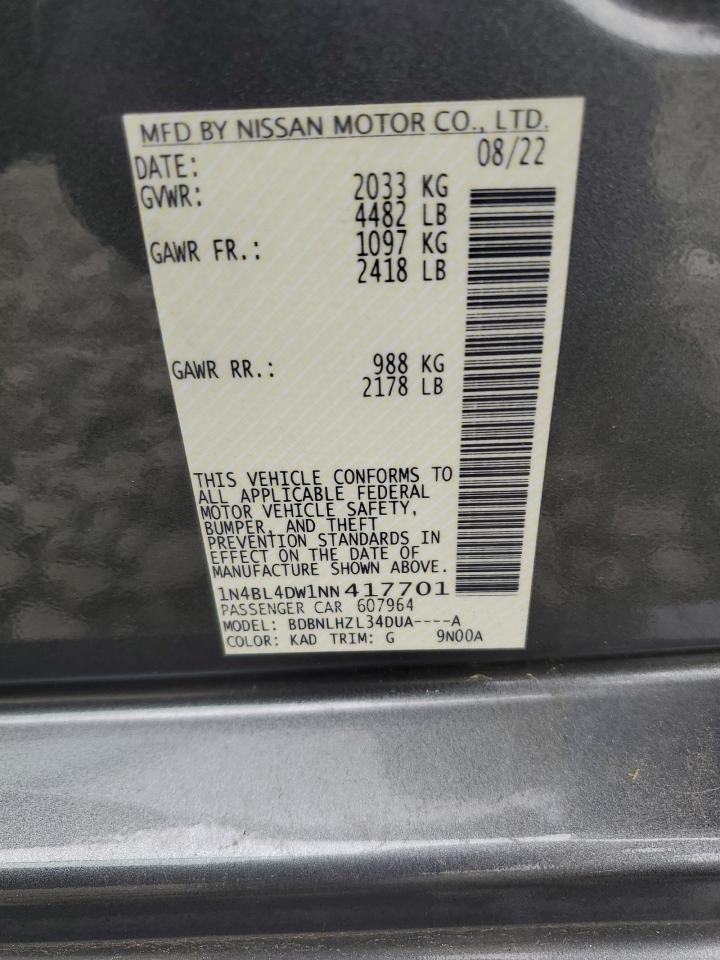 MFD BY NISSAN MOTOR CO., LTD.
DATE: 08/22
GVWR: 2033 KG
4482 LB
GAWR FR.: 1097 KG
2418 LB
GAWR RR.: 988 KG
2178 LB
THIS VEHICLE CONFORMS TO
ALL APPLICABLE FEDERAL
MOTOR VEHICLE SAFETY,
BUMPER, AND THEFT
PREVENTION STANDARDS IN
EFFECT ON THE DATE OF
MANUFACTURE SHOWN ABOVE.
1N4BL4DW1NN417701
PASSENGER CAR 607964
MODEL: BDBNLHZL34DUA----A
COLOR: KAD TRIM: G 9N00A